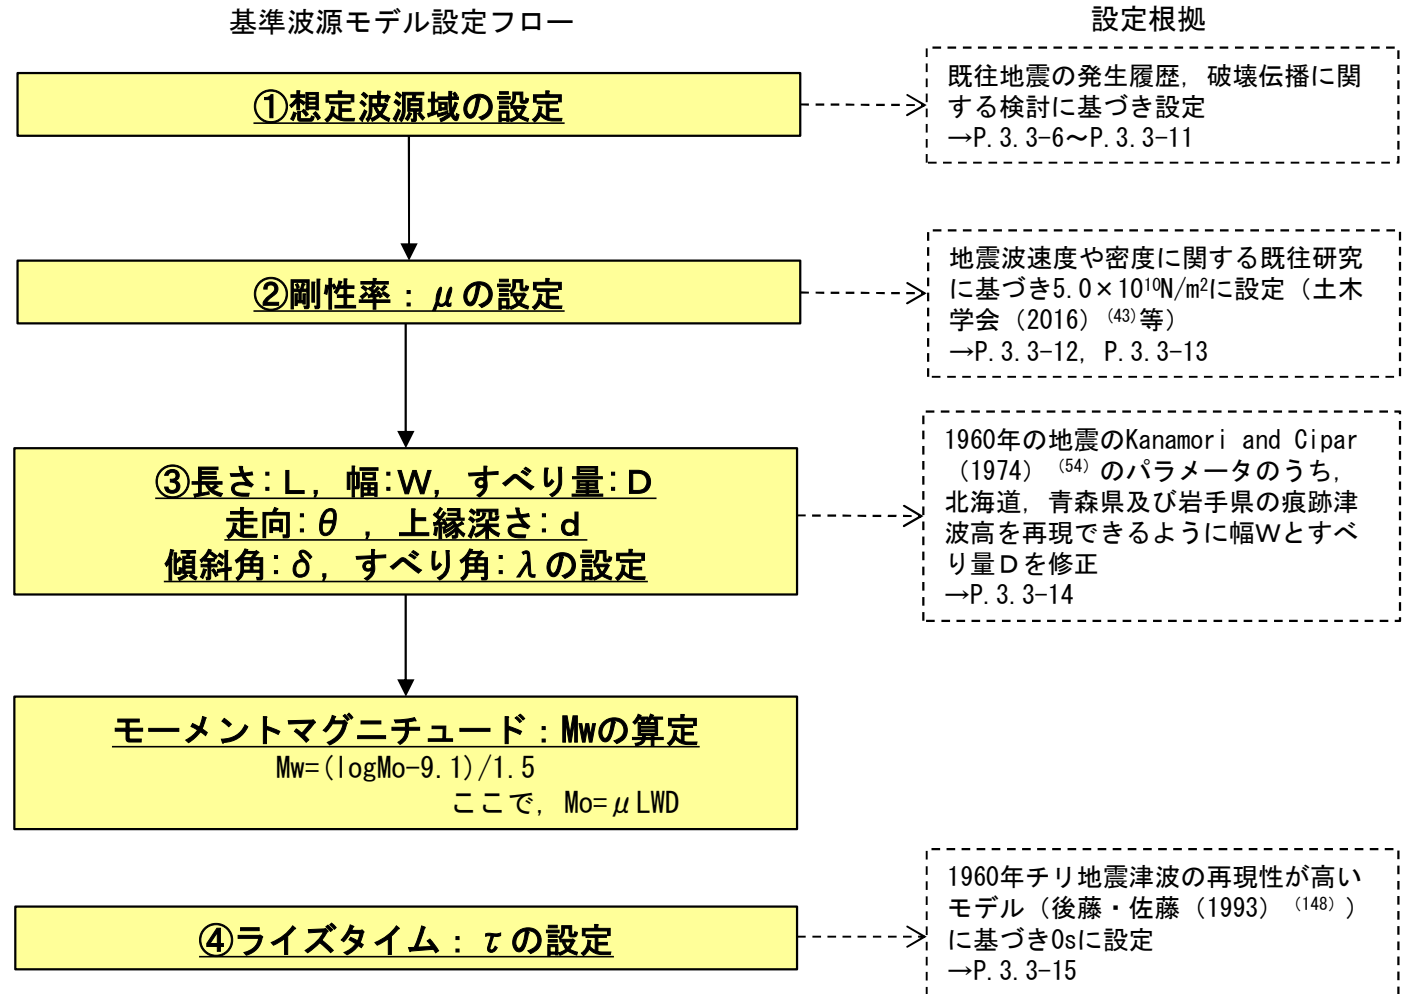 基準波源モデル設定フロー
設定根拠
①想定波源域の設定
既往地震の発生履歴，破壊伝播に関
する検討に基づき設定
→P.3.3-6～P.3.3-11
②剛性率：μの設定
地震波速度や密度に関する既往研究
に基づき5.0×10¹⁰N/m²に設定（土木
学会（2016）⁽⁴³⁾等）
→P.3.3-12，P.3.3-13
③長さ：Ｌ，幅：Ｗ，すべり量：Ｄ
走向：θ，上縁深さ：ｄ
傾斜角：δ，すべり角：λの設定
1960年の地震のKanamori and Cipar
（1974）⁽⁵⁴⁾のパラメータのうち，
北海道，青森県及び岩手県の痕跡津
波高を再現できるように幅Ｗとすべ
り量Ｄを修正
→P.3.3-14
モーメントマグニチュード：Mwの算定
Mw=(logMo-9.1)/1.5
ここで，Mo=μLWD
④ライズタイム：τの設定
1960年チリ地震津波の再現性が高い
モデル（後藤・佐藤（1993）⁽¹⁴⁸⁾）
に基づき0sに設定
→P.3.3-15